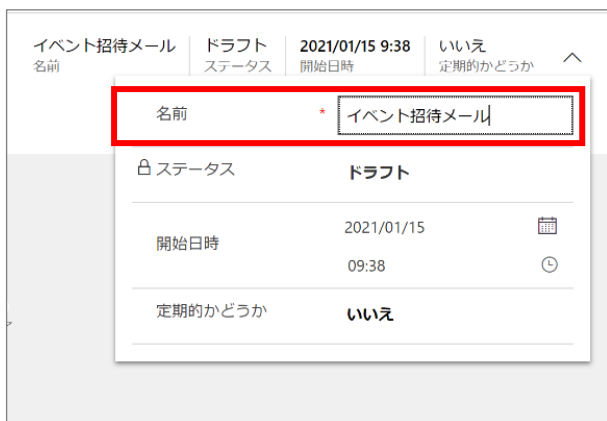 イベント招待メール ドラフト 2021/01/15 9:38 いいえ
名前 ステータス 開始日時 定期的かどうか
名前 * イベント招待メール
ステータス ドラフト
開始日時 2021/01/15
09:38
定期的かどうか いいえ